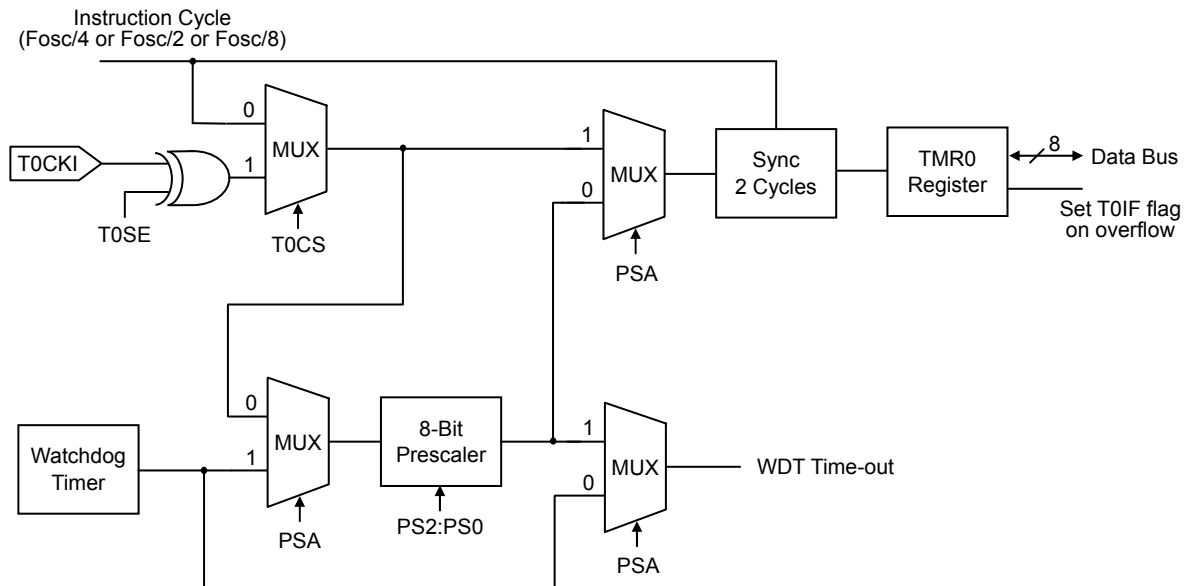 Instruction Cycle
(Fosc/4 or Fosc/2 or Fosc/8)
0
MUX
T0CKI
1
T0SE
T0CS
1
MUX
0
PSA
Sync
2 Cycles
TMR0
Register
8
Data Bus
Set T0IF flag
on overflow
0
MUX
1
Watchdog
Timer
PSA
8-Bit
Prescaler
PS2:PS0
1
MUX
0
WDT Time-out
PSA